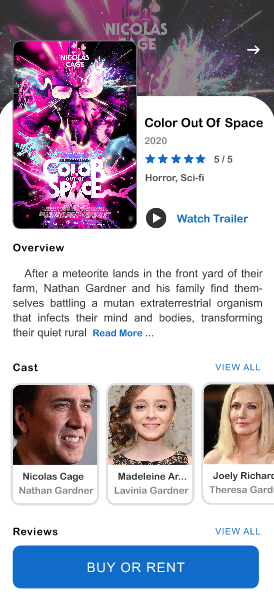 NICOLAS
CAGE
NICOLAS
CAGE
COLOR
OUT OF
SPACE
Color Out Of Space
2020
5 / 5
Horror, Sci-fi
Watch Trailer
Overview
After a meteorite lands in the front yard of their
farm, Nathan Gardner and his family find them-
selves battling a mutan extraterrestrial organism
that infects their mind and bodies, transforming
their quiet rural Read More ...
Cast
VIEW ALL
Nicolas Cage
Nathan Gardner
Madeleine Ar...
Lavinia Gardner
Joely Richard
Theresa Gard
Reviews
VIEW ALL
BUY OR RENT